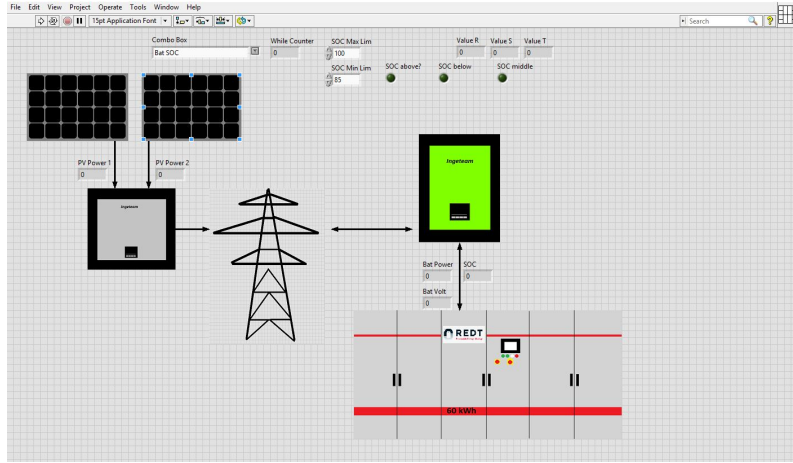 File Edit View Project Operate Tools Window Help
15pt Application Font
Search
Combo Box
While Counter
SOC Max Lim
Value R
Value S
Value T
Bat SOC
0
100
0
0
0
SOC Min Lim
SOC above?
SOC below
SOC middle
85
PV Power 1
PV Power 2
0
0
Ingeteam
Ingeteam
Bat Power
SOC
0
0
Bat Volt
0
REDT
60 kWh